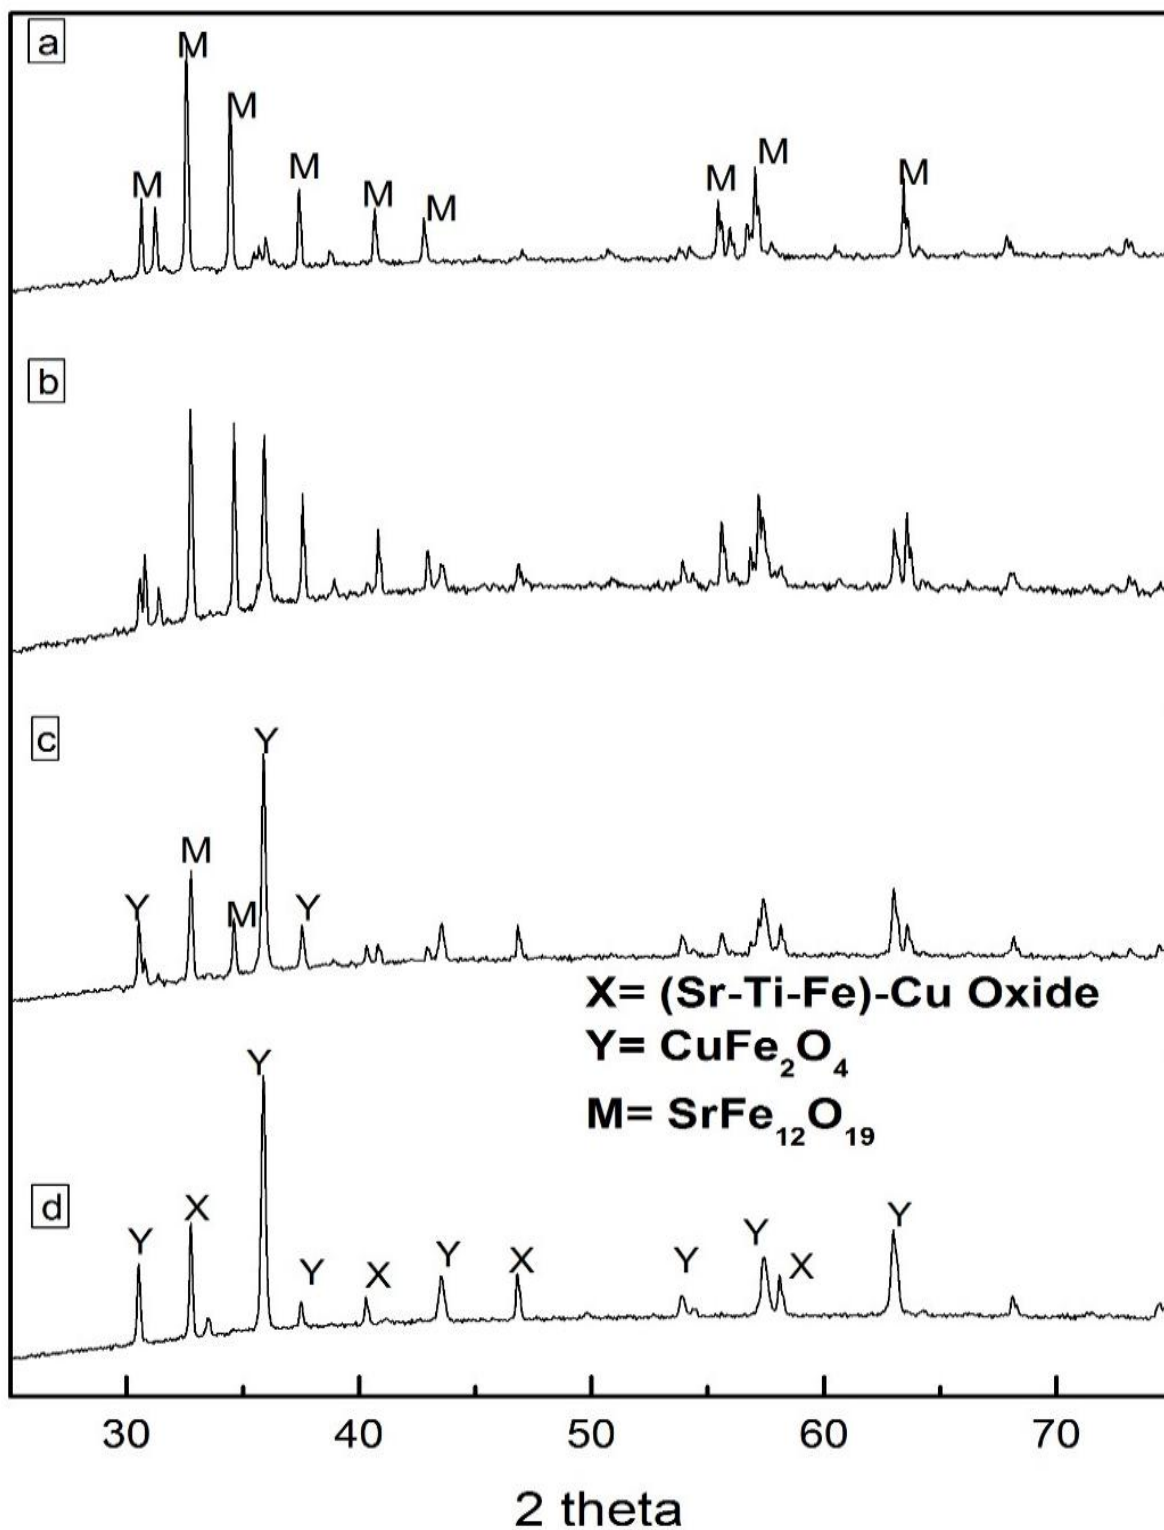 a
M
M
M
M
M
M
M
M
M
b
c
Y
M
Y
M
Y
X= (Sr-Ti-Fe)-Cu Oxide
Y= CuFe₂O₄
M= SrFe₁₂O₁₉
d
Y
X
Y
Y
X
Y
X
Y
Y
X
Y
30 40 50 60 70
2 theta